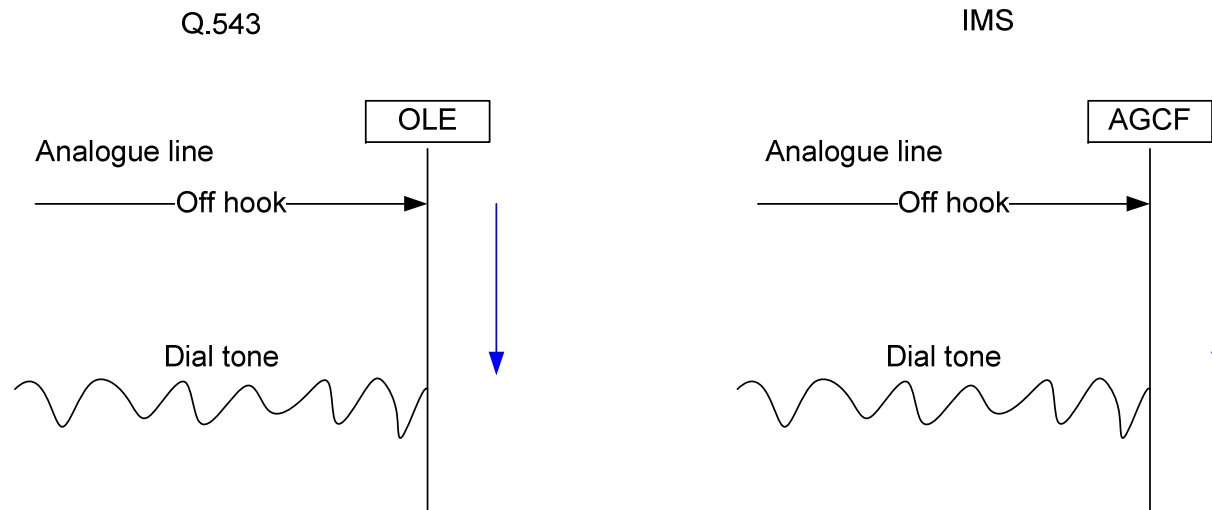 Q.543
IMS
OLE
AGCF
Analogue line
Analogue line
Off hook
Off hook
Dial tone
Dial tone